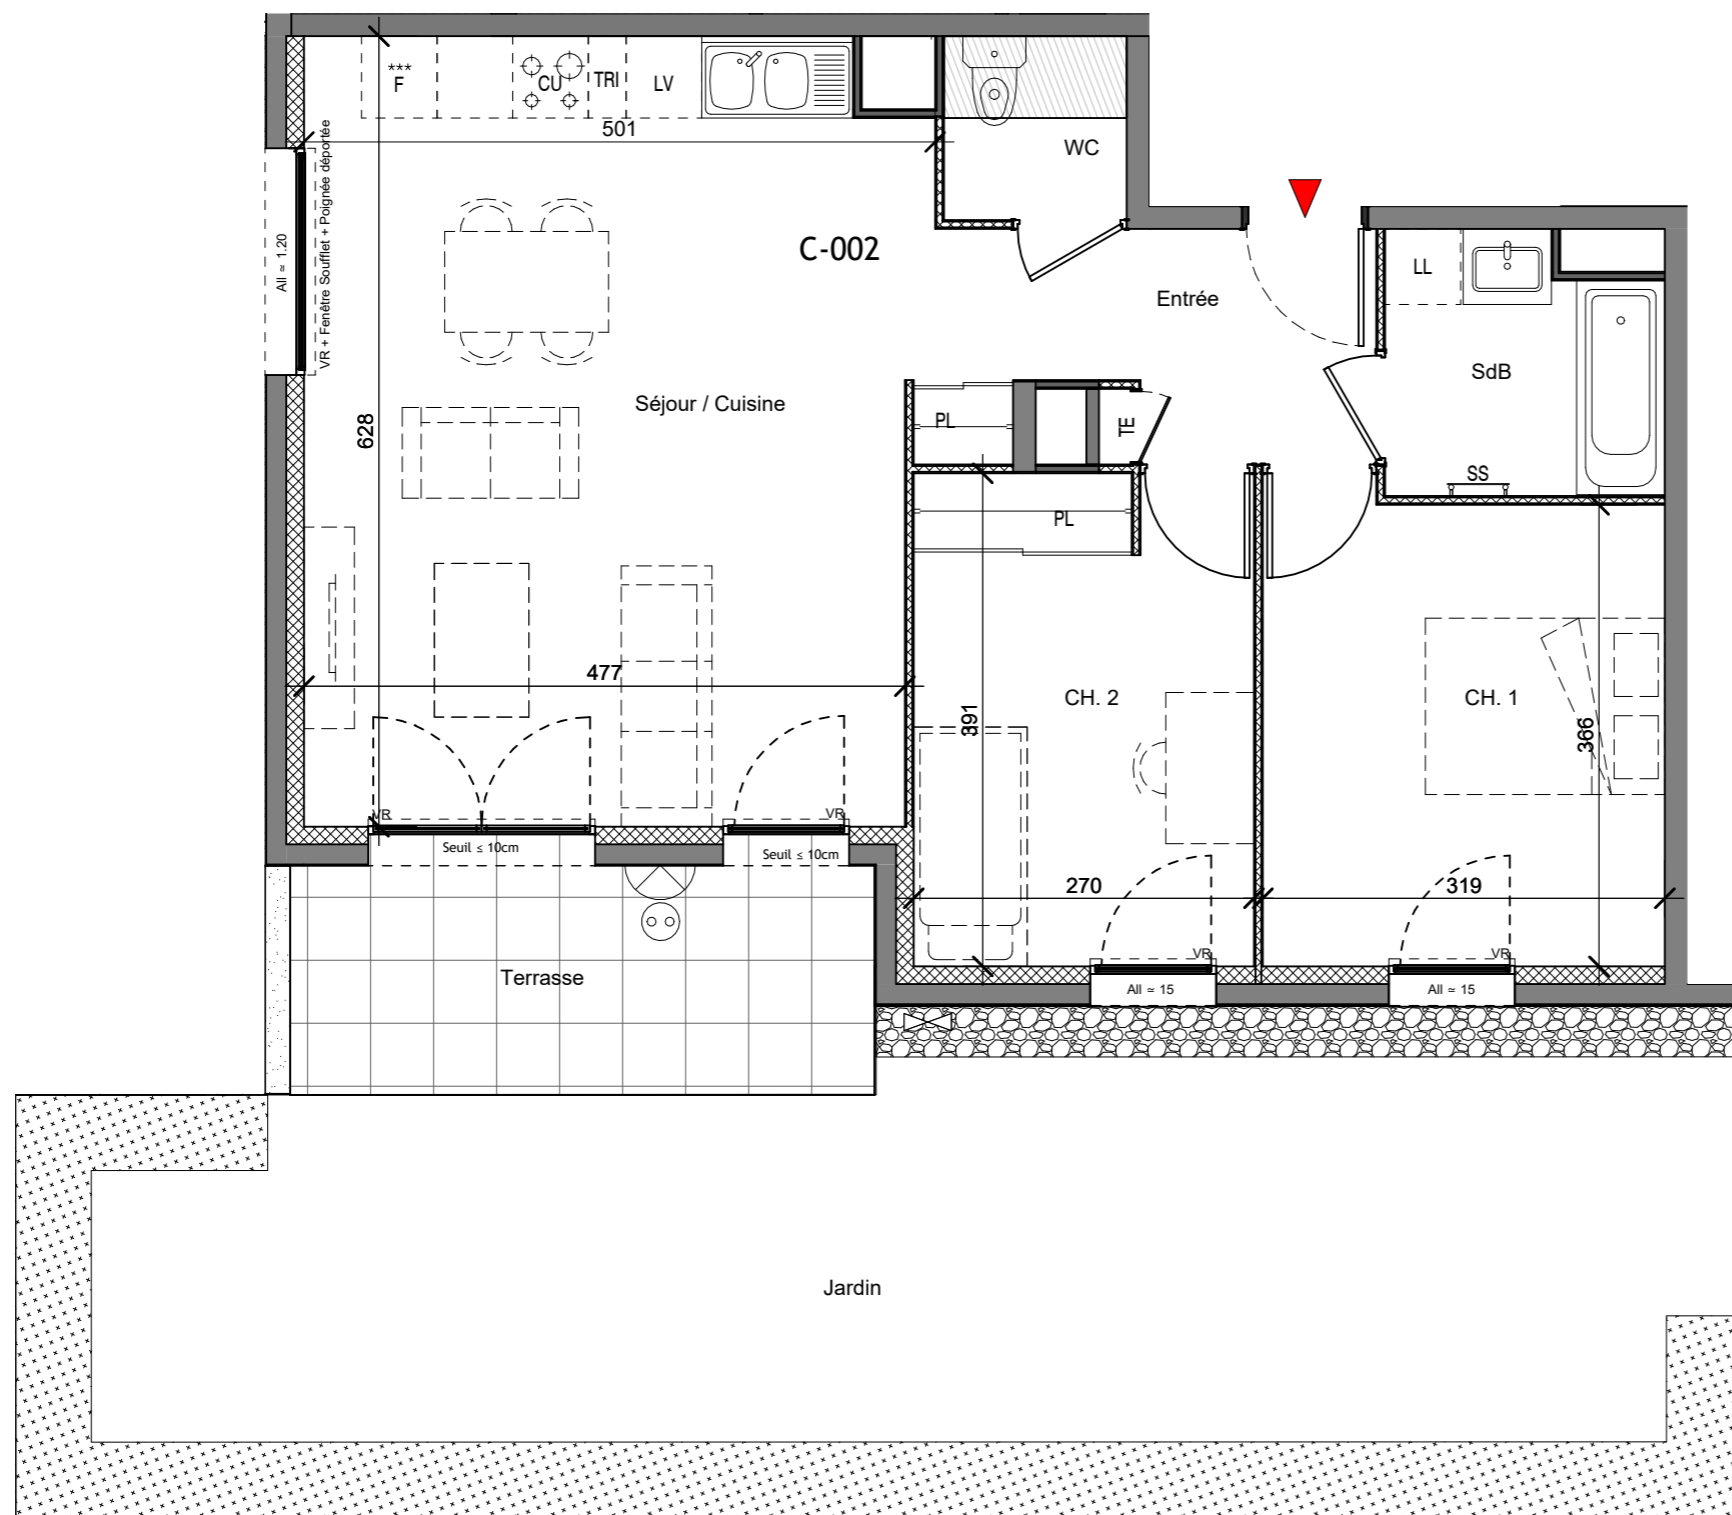 ***
F
CU
TRI
LV
501
WC
VR + Fenêtre Soufflet + Poignée déportée
All ≃ 1.20
C-002
Entrée
LL
SdB
SS
Séjour / Cuisine
628
PL
TE
PL
477
CH. 2
CH. 1
391
366
VR
VR
Seuil ≤ 10cm
Seuil ≤ 10cm
270
319
VR
VR
All ≃ 15
All ≃ 15
Terrasse
Jardin